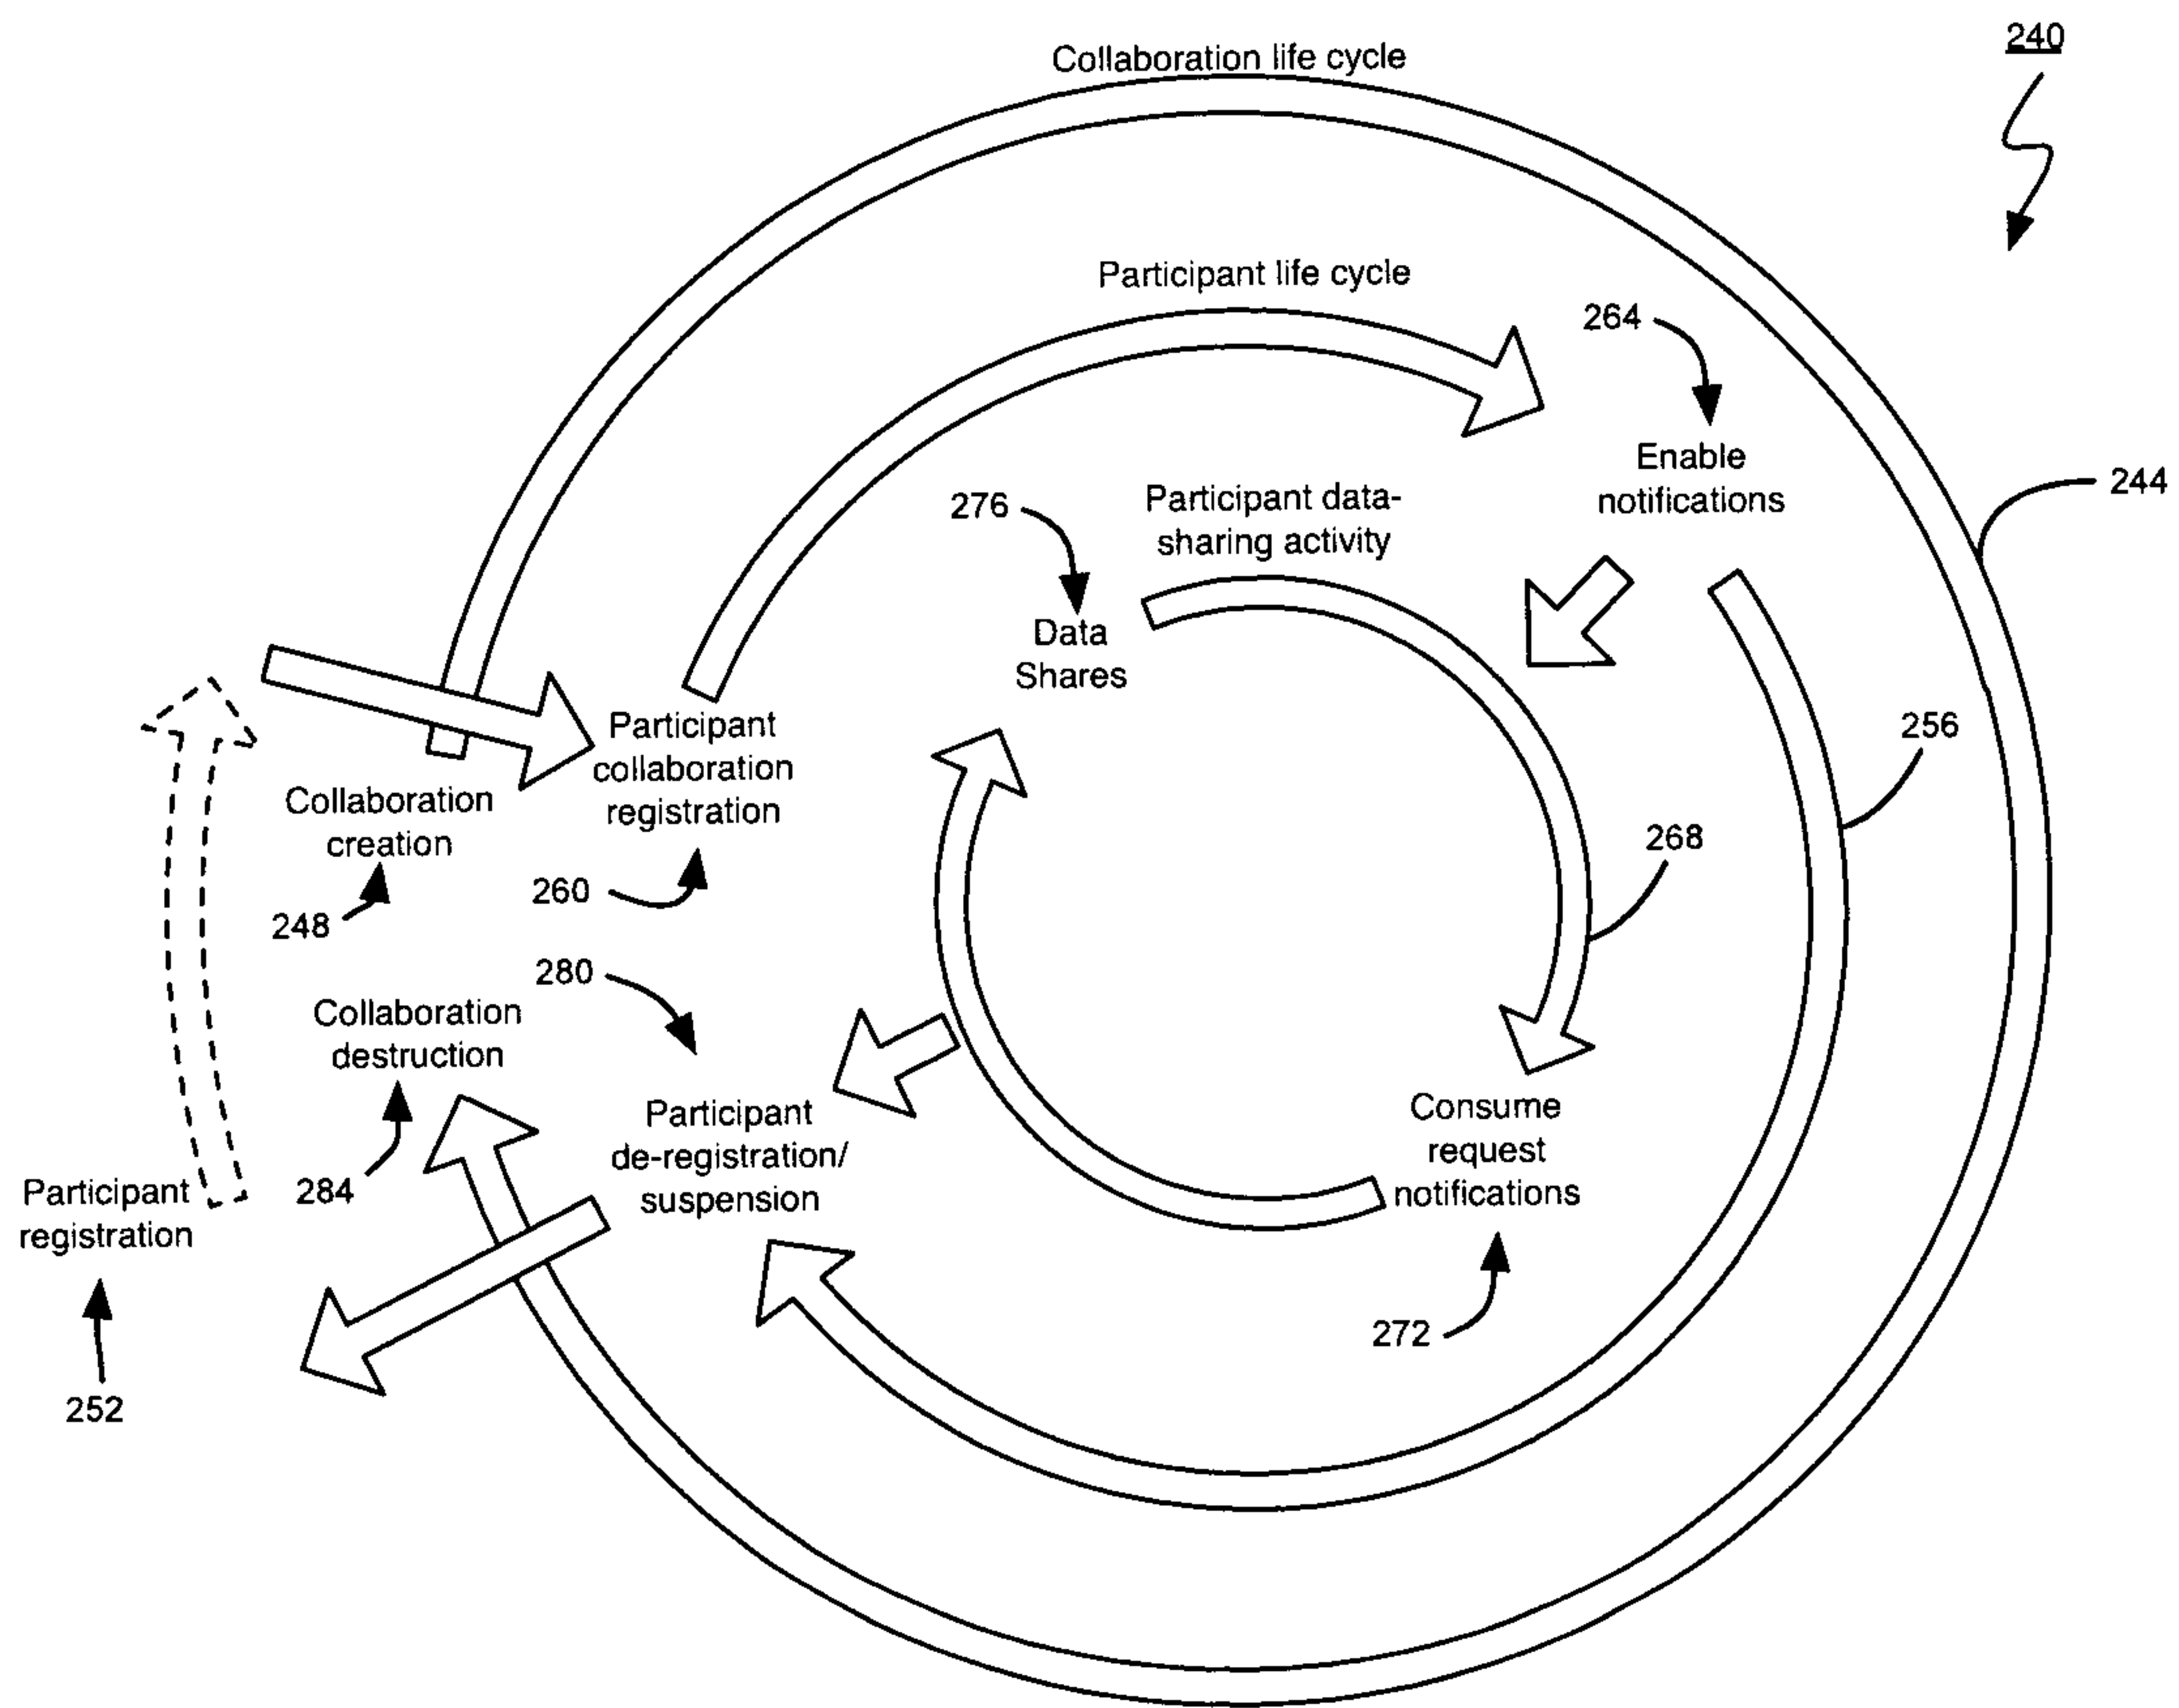 240
Collaboration life cycle
Participant life cycle
264
Enable
notifications
244
276
Participant data-
sharing activity
Data
Shares
256
Participant
collaboration
registration
Collaboration
creation
268
260
248
280
Collaboration
destruction
Participant
de-registration/
suspension
Consume
request
notifications
284
Participant
registration
272
252